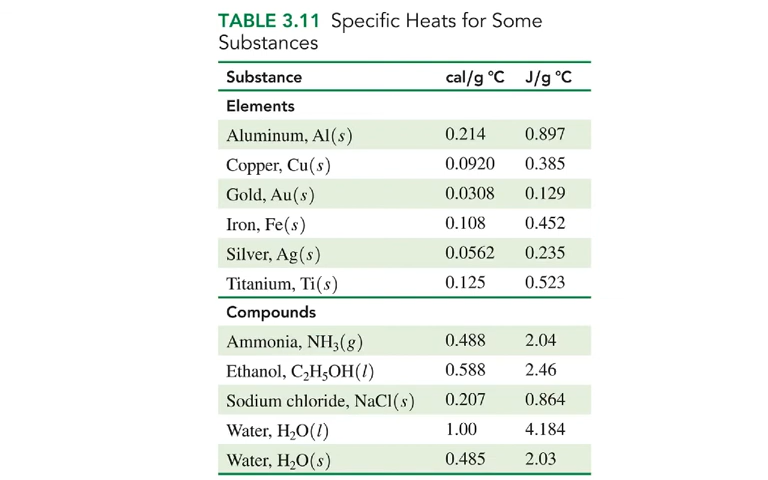 TABLE 3.11 Specific Heats for Some
Substances
Substance cal/g °C J/g °C
Elements
Aluminum, Al(s) 0.214 0.897
Copper, Cu(s) 0.0920 0.385
Gold, Au(s) 0.0308 0.129
Iron, Fe(s) 0.108 0.452
Silver, Ag(s) 0.0562 0.235
Titanium, Ti(s) 0.125 0.523
Compounds
Ammonia, NH₃(g) 0.488 2.04
Ethanol, C₂H₅OH(l) 0.588 2.46
Sodium chloride, NaCl(s) 0.207 0.864
Water, H₂O(l) 1.00 4.184
Water, H₂O(s) 0.485 2.03